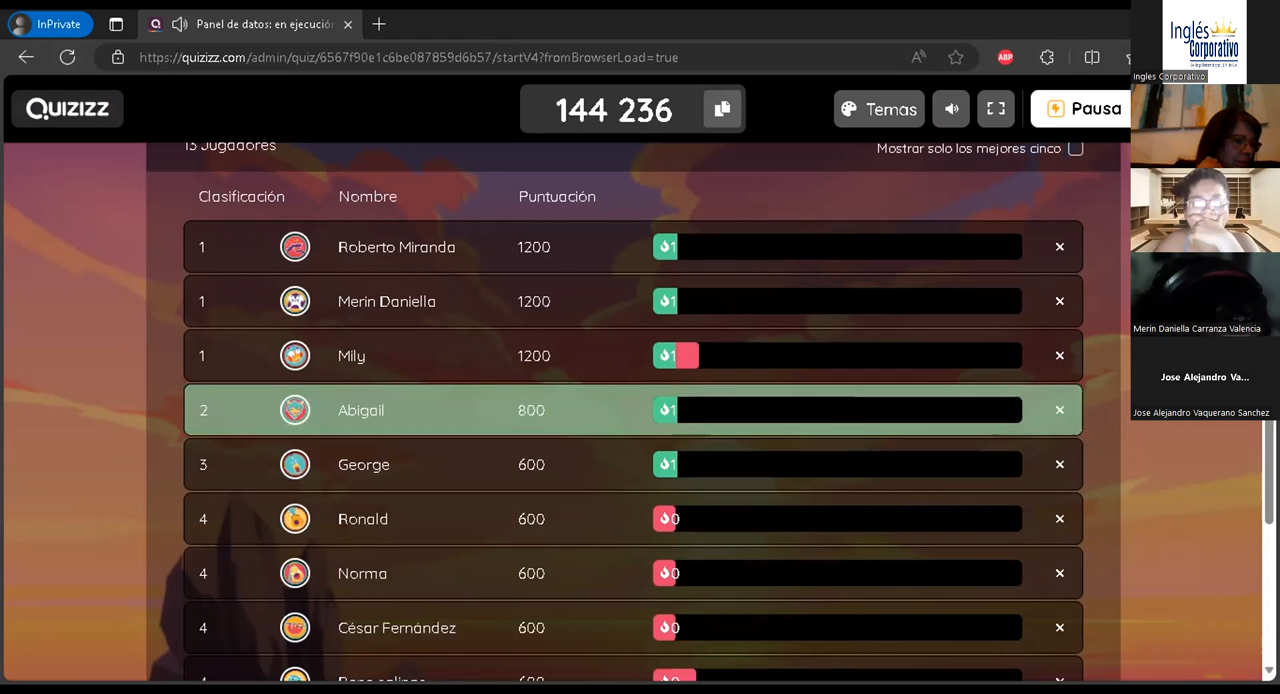 InPrivate
Panel de datos: en ejecució
https://quizizz.com/admin/quiz/6567f90e1c6be087859d6b57/startV4?fromBrowserLoad=true
ABP
Quizizz
144 236
Temas
Pausa
13 Jugadores
Mostrar solo los mejores cinco
Clasificación Nombre Puntuación
1 Roberto Miranda 1200 1
1 Merin Daniella 1200 1
1 Mily 1200 1
2 Abigail 800 1
3 George 600 1
4 Ronald 600 0
4 Norma 600 0
4 César Fernández 600 0
600
Inglés
Corporativo
Ingles Corporativo
Merin Daniella Carranza Valencia
Jose Alejandro Va...
Jose Alejandro Vaquerano Sanchez